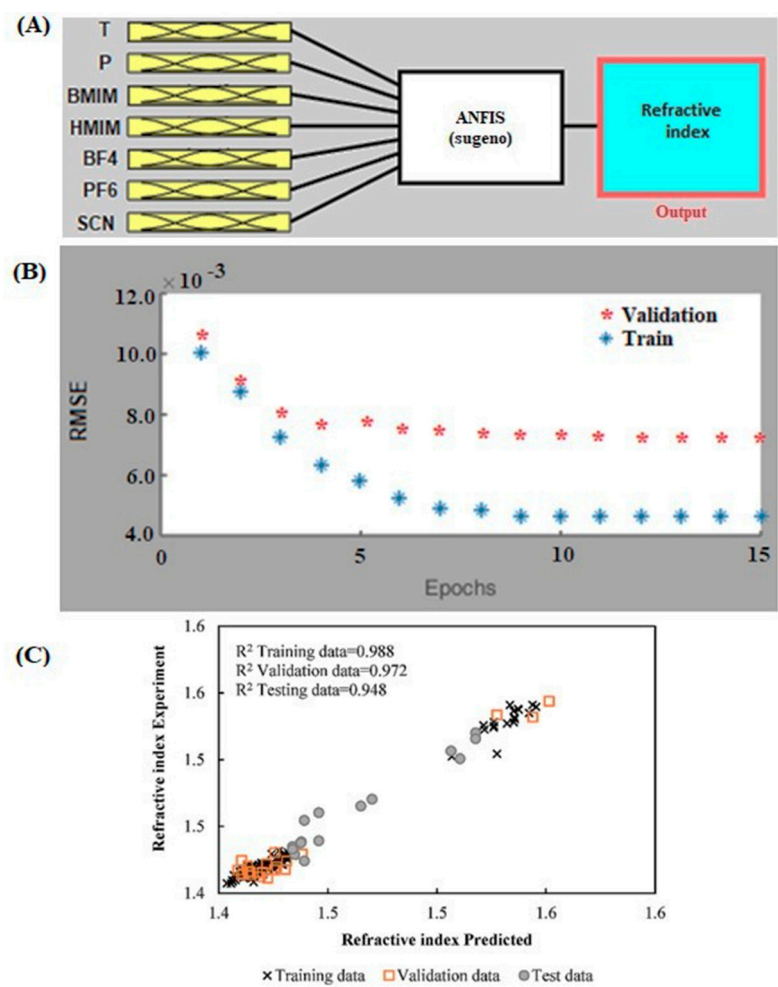 (A)
T
P
BMIM
HMIM
BF4
PF6
SCN
ANFIS
(sugeno)
Refractive
index
Output
(B)
× 10 -3
12.0
10.0
8.0
6.0
4.0
RMSE
* Validation
* Train
0
5
10
15
Epochs
(C)
1.6
1.6
1.5
1.5
1.4
Refractive index Experiment
R² Training data=0.988
R² Validation data=0.972
R² Testing data=0.948
1.4
1.5
1.5
1.6
1.6
Refractive index Predicted
Training data
Validation data
Test data